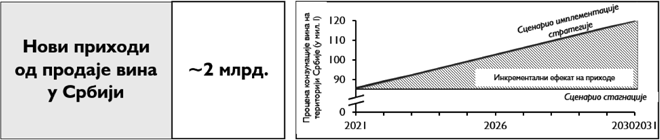 Нови приходи
од продаје вина
у Србији
~2 млрд.
Процена конзумације вина на
територији Србије (у мил. l)
120
110
100
90
0
Сценарио имплементације
стратегије
Инкрементални ефекат на приходе
Сценарио стагнације
2021
2026
2030
2031